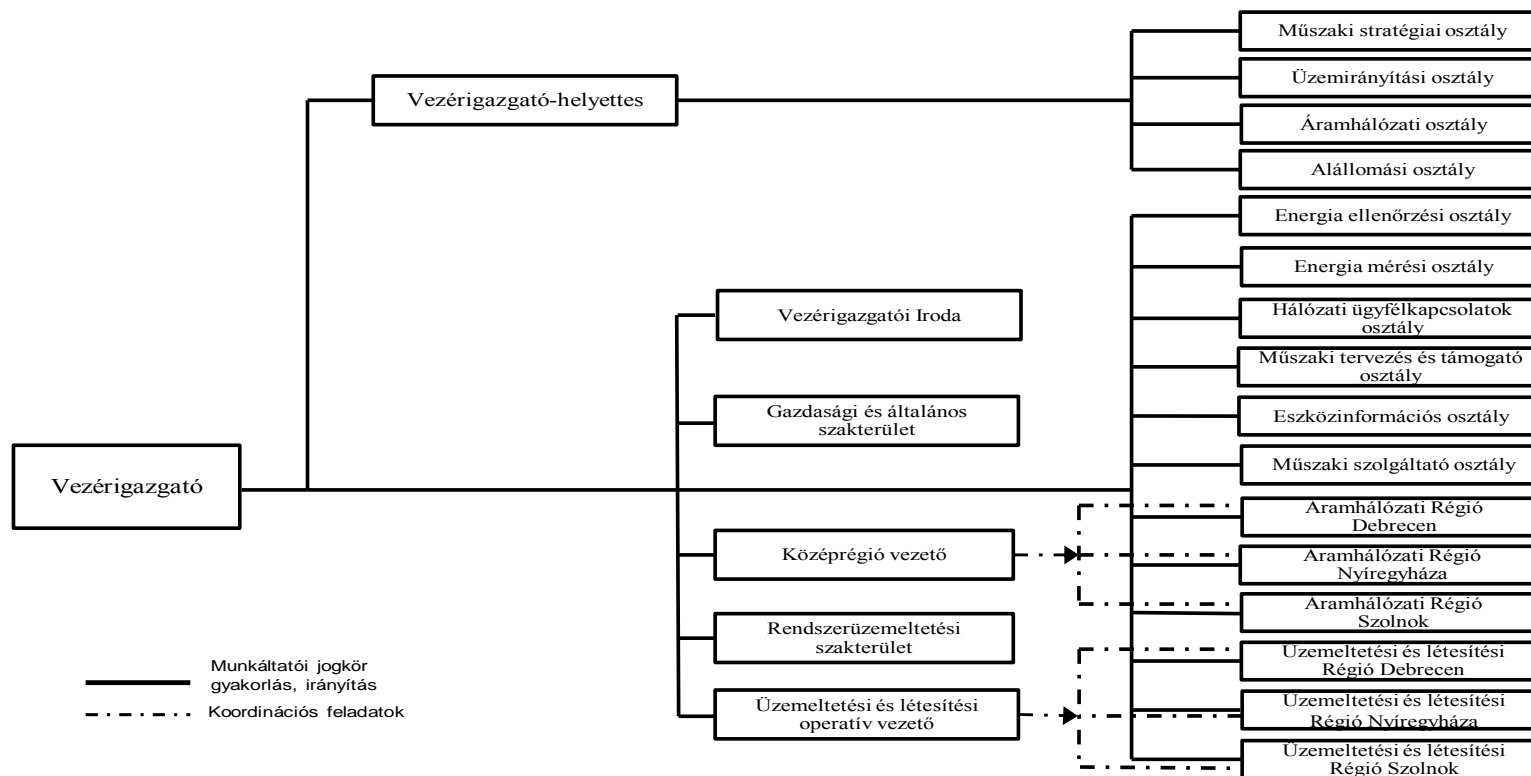 Műszaki stratégiai osztály
Vezérigazgató-helyettes
Üzemirányítási osztály
Áramhálózati osztály
Alállomási osztály
Energia ellenőrzési osztály
Energia mérési osztály
Vezérigazgatói Iroda
Hálózati ügyfélkapcsolatok
osztály
Műszaki tervezés és támogató
osztály
Gazdasági és általános
szakterület
Eszközinformációs osztály
Vezérigazgató
Műszaki szolgáltató osztály
Áramhálózati Régió
Debrecen
Középrégió vezető
Áramhálózati Régió
Nyíregyháza
Áramhálózati Régió
Szolnok
Rendszerüzemeltetési
szakterület
Üzemeltetési és létesítési
Régió Debrecen
Üzemeltetési és létesítési
operatív vezető
Üzemeltetési és létesítési
Régió Nyíregyháza
Üzemeltetési és létesítési
Régió Szolnok
Munkáltatói jogkör
gyakorlás, irányítás
Koordinációs feladatok